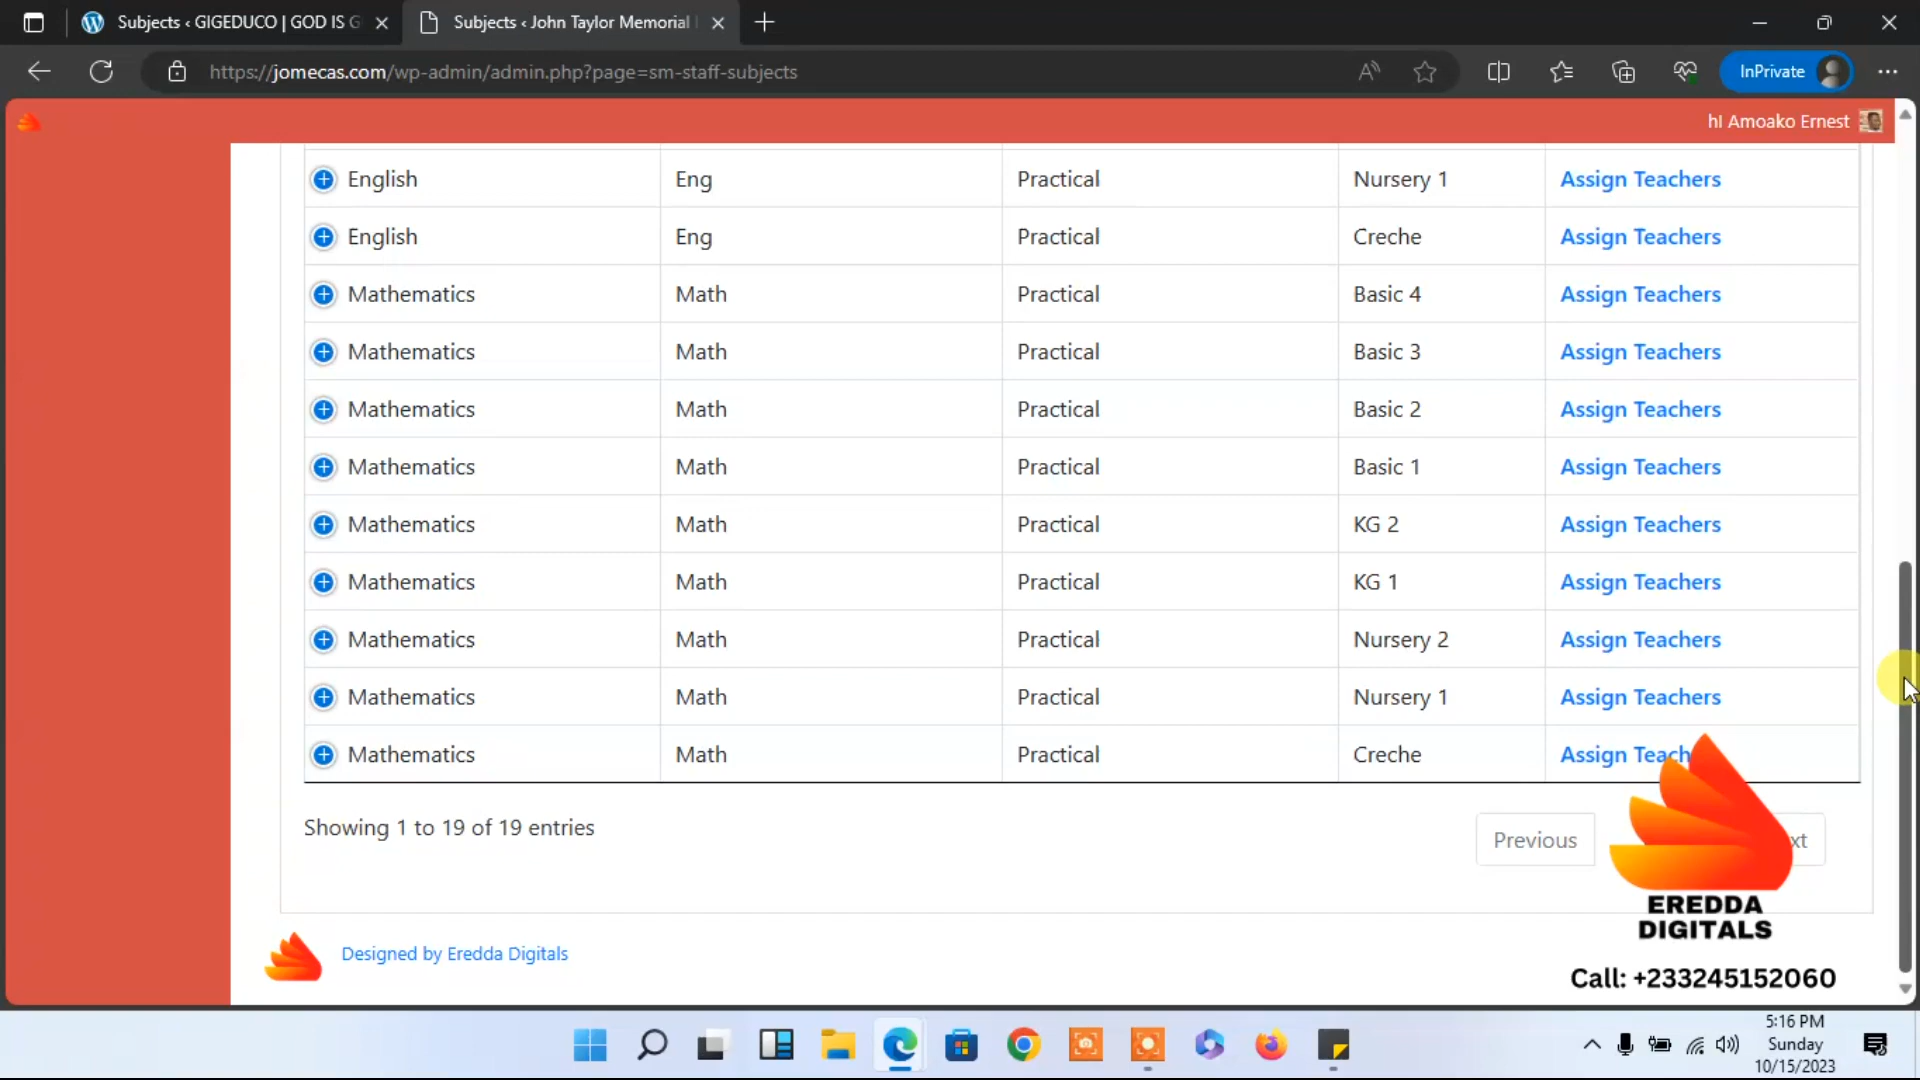 Subjects ‹ GIGEDUCO | GOD IS G
Subjects ‹ John Taylor Memorial
https://jomecas.com/wp-admin/admin.php?page=sm-staff-subjects
InPrivate
hI Amoako Ernest
English Eng Practical Nursery 1 Assign Teachers
English Eng Practical Creche Assign Teachers
Mathematics Math Practical Basic 4 Assign Teachers
Mathematics Math Practical Basic 3 Assign Teachers
Mathematics Math Practical Basic 2 Assign Teachers
Mathematics Math Practical Basic 1 Assign Teachers
Mathematics Math Practical KG 2 Assign Teachers
Mathematics Math Practical KG 1 Assign Teachers
Mathematics Math Practical Nursery 2 Assign Teachers
Mathematics Math Practical Nursery 1 Assign Teachers
Mathematics Math Practical Creche Assign Teach
Showing 1 to 19 of 19 entries
Previous xt
EREDDA
DIGITALS
Designed by Eredda Digitals
Call: +233245152060
5:16 PM
Sunday
10/15/2023